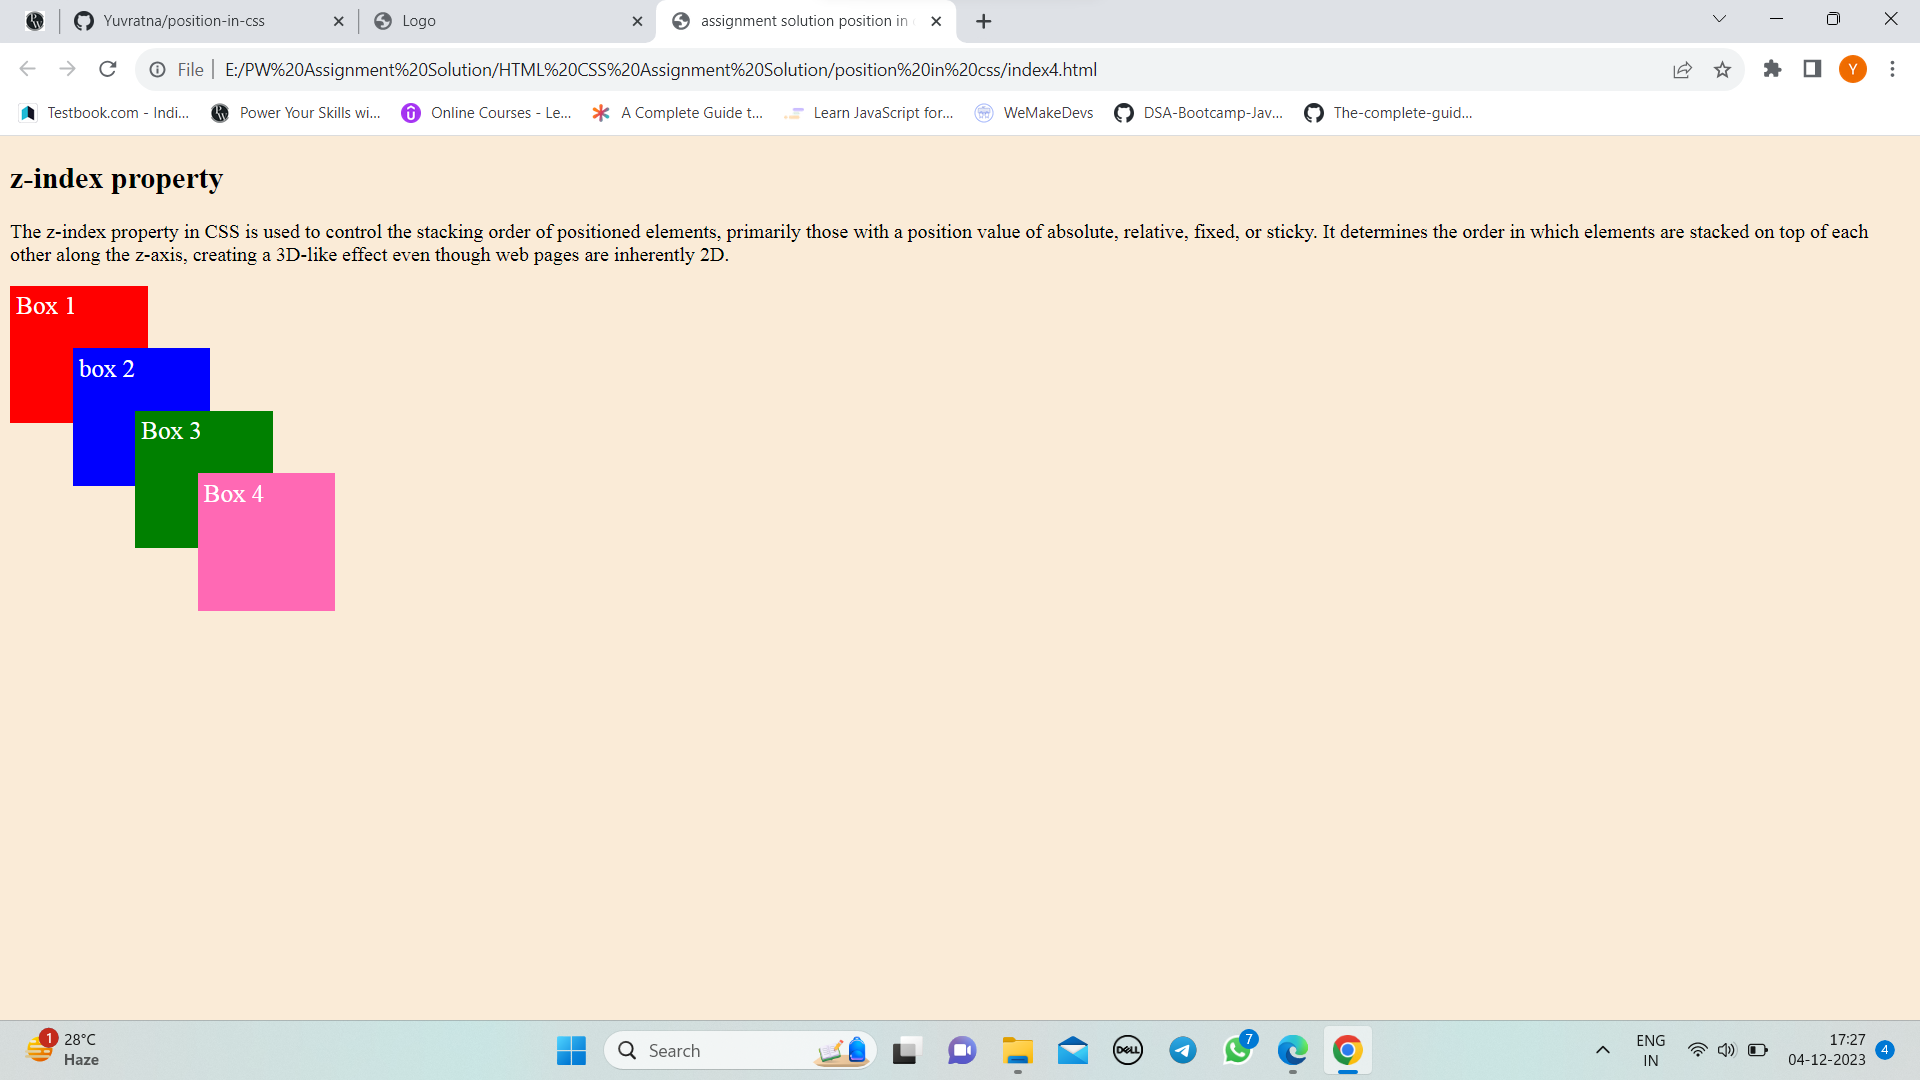 Yuvratna/position-in-css
Logo
assignment solution position in
File
E:/PW%20Assignment%20Solution/HTML%20CSS%20Assignment%20Solution/position%20in%20css/index4.html
Y
Testbook.com - Indi...
Power Your Skills wi...
Online Courses - Le...
A Complete Guide t...
Learn JavaScript for...
WeMakeDevs
DSA-Bootcamp-Jav...
The-complete-guid...
z-index property
The z-index property in CSS is used to control the stacking order of positioned elements, primarily those with a position value of absolute, relative, fixed, or sticky. It determines the order in which elements are stacked on top of each
other along the z-axis, creating a 3D-like effect even though web pages are inherently 2D.
Box 1
box 2
Box 3
Box 4
1
28°C
Haze
Search
DELL
7
ENG
IN
17:27
04-12-2023
4